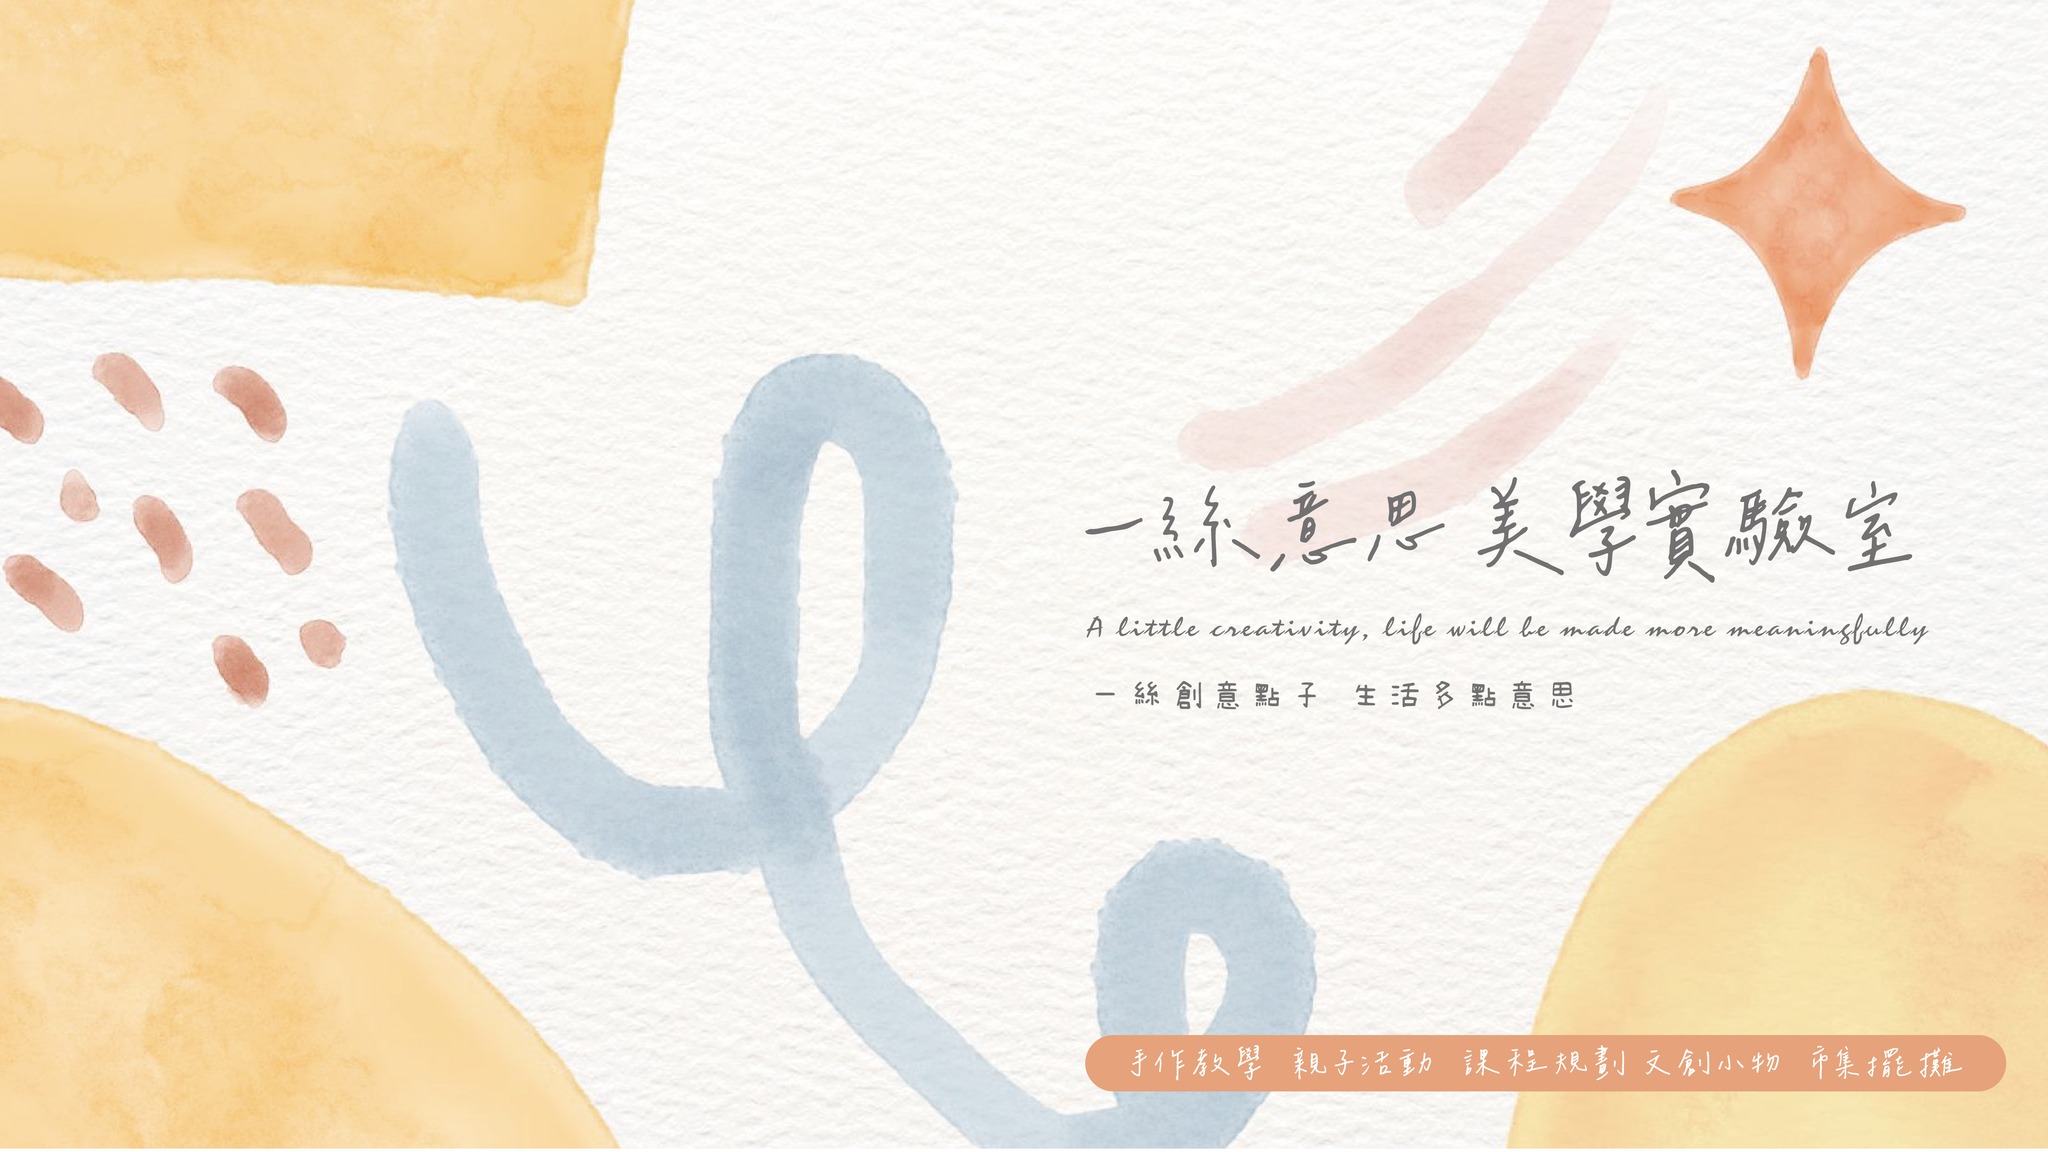 一絲意思美學實驗室
A little creativity, life will be made more meaningfully
一絲創意點子 生活多點意思
手作教學 親子活動 課程規劃 文創小物 市集擺攤